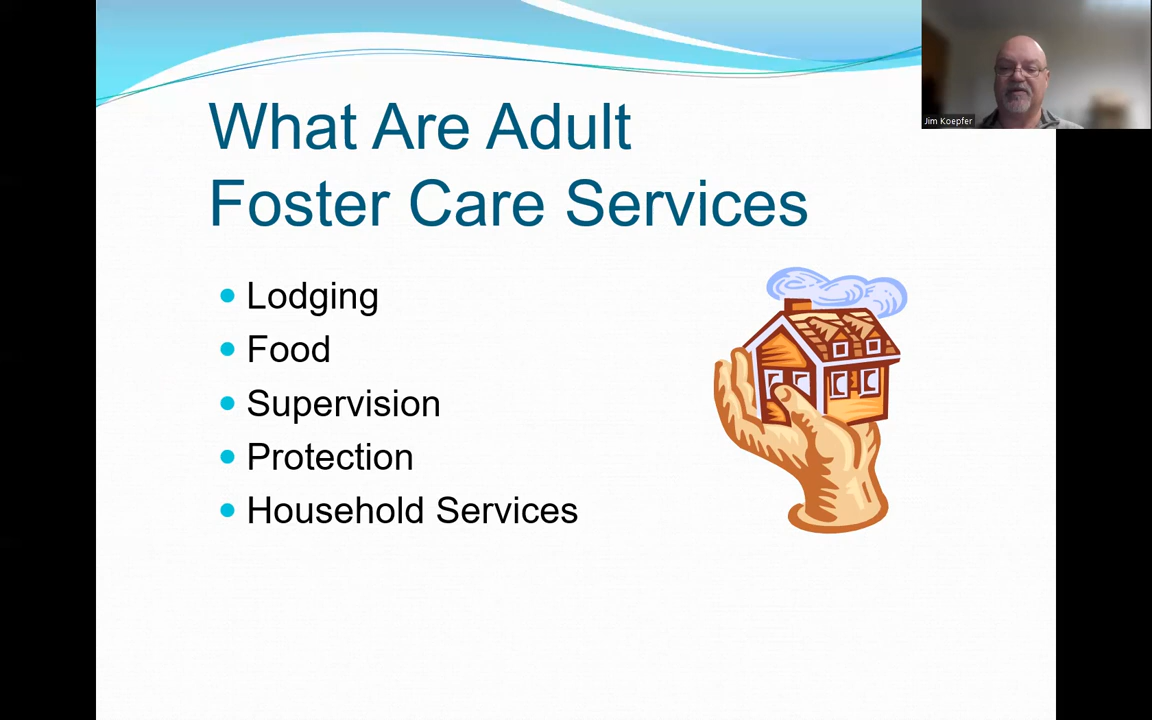 What Are Adult
Foster Care Services
Lodging
Food
Supervision
Protection
Household Services
Jim Koepfer